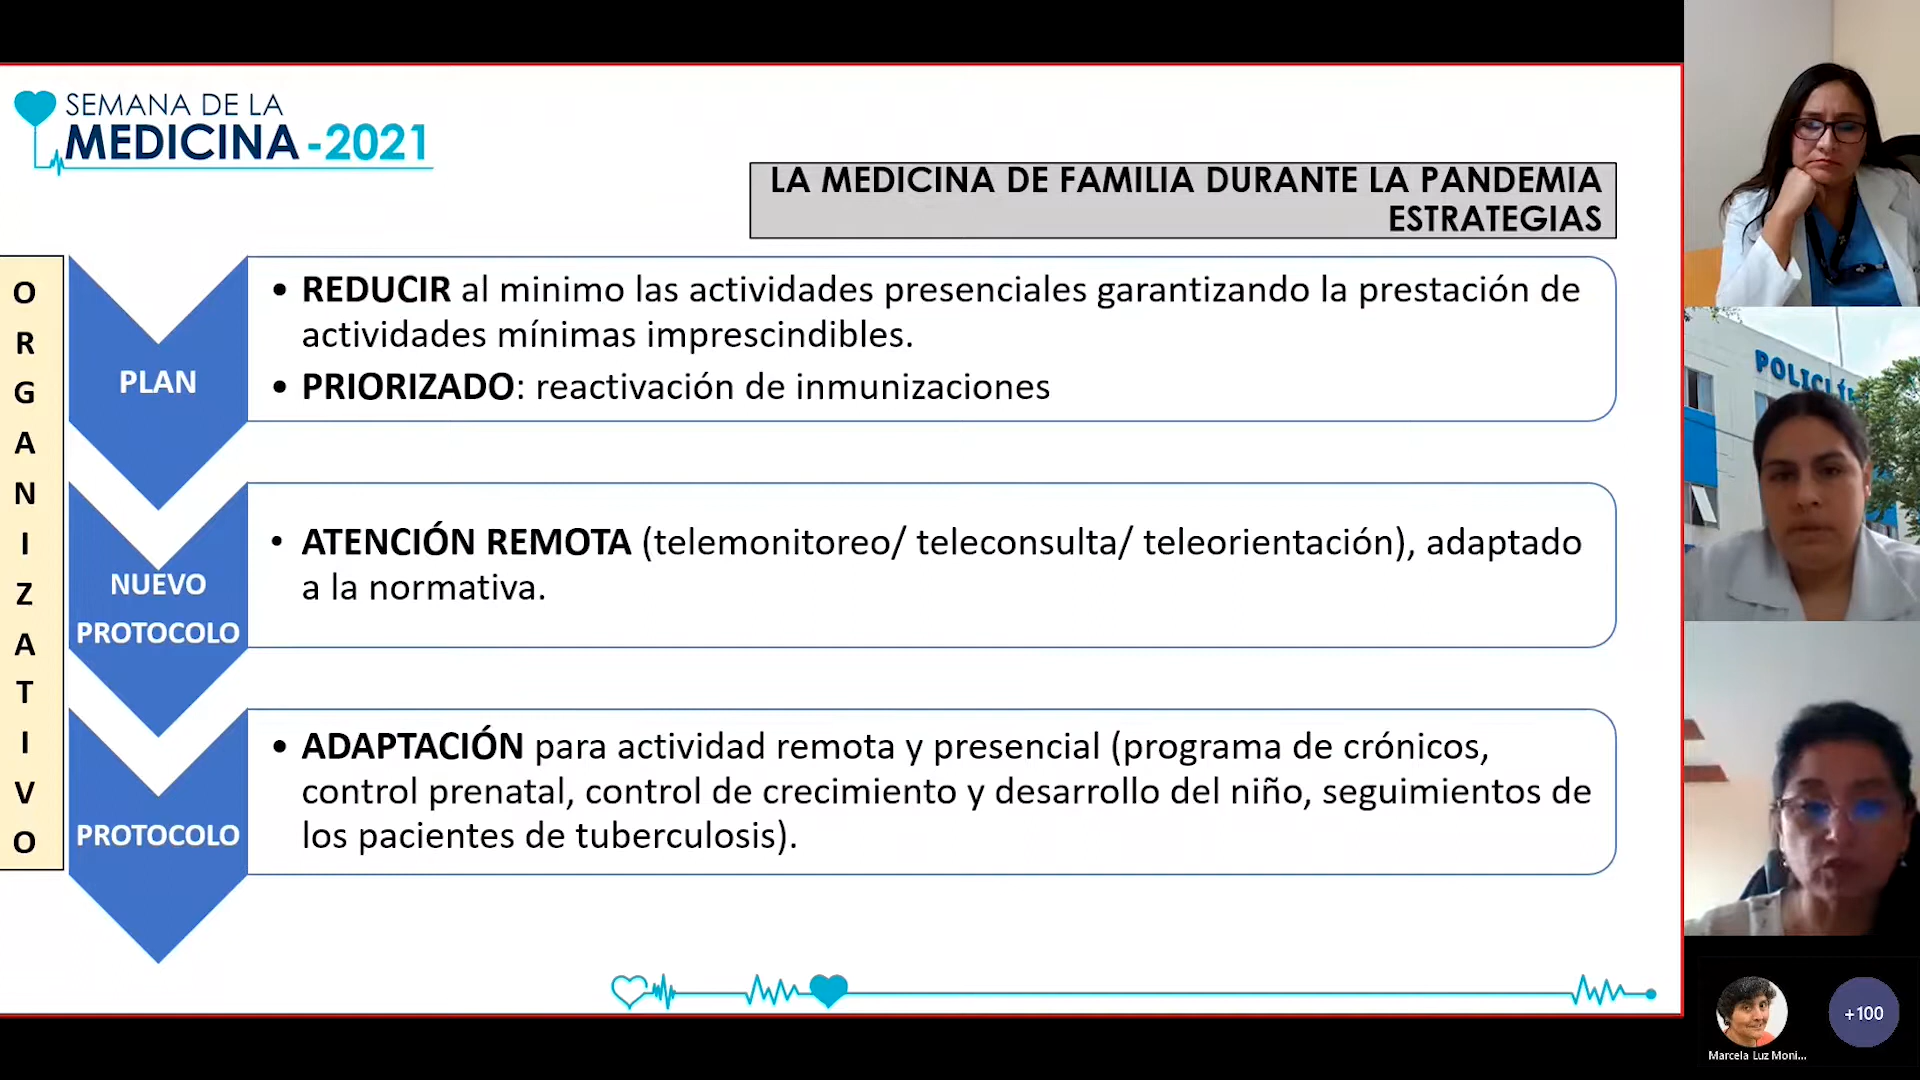 SEMANA DE LA
MEDICINA -2021
LA MEDICINA DE FAMILIA DURANTE LA PANDEMIA
ESTRATEGIAS
ORGANIZATIVO
PLAN
• REDUCIR al minimo las actividades presenciales garantizando la prestación de
actividades mínimas imprescindibles.
• PRIORIZADO: reactivación de inmunizaciones
NUEVO
PROTOCOLO
• ATENCIÓN REMOTA (telemonitoreo/ teleconsulta/ teleorientación), adaptado
a la normativa.
PROTOCOLO
• ADAPTACIÓN para actividad remota y presencial (programa de crónicos,
control prenatal, control de crecimiento y desarrollo del niño, seguimientos de
los pacientes de tuberculosis).
Marcela Luz Moni...
+100